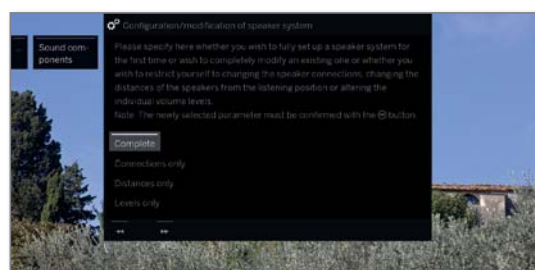 Configuration/modification of speaker system
...
Sound com-
ponents
Please specify here whether you wish to fully set up a speaker system for
the first time or wish to completely modify an existing one or whether you
wish to restrict yourself to changing the speaker connections, changing the
distances of the speakers from the listening position or altering the
individual volume levels.
Note: The newly selected parameter must be confirmed with the button.
Complete
Connections only
Distances only
Levels only